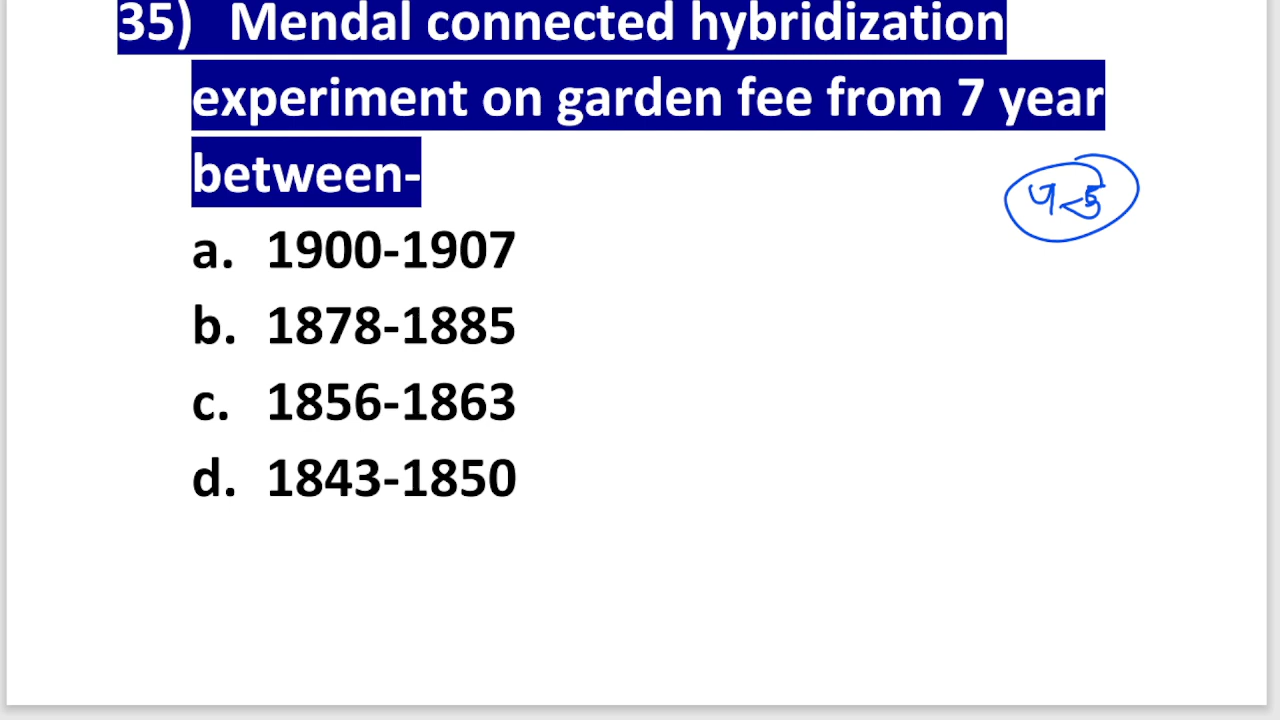 35) Mendal connected hybridization
experiment on garden fee from 7 year
between-
a. 1900-1907
b. 1878-1885
c. 1856-1863
d. 1843-1850